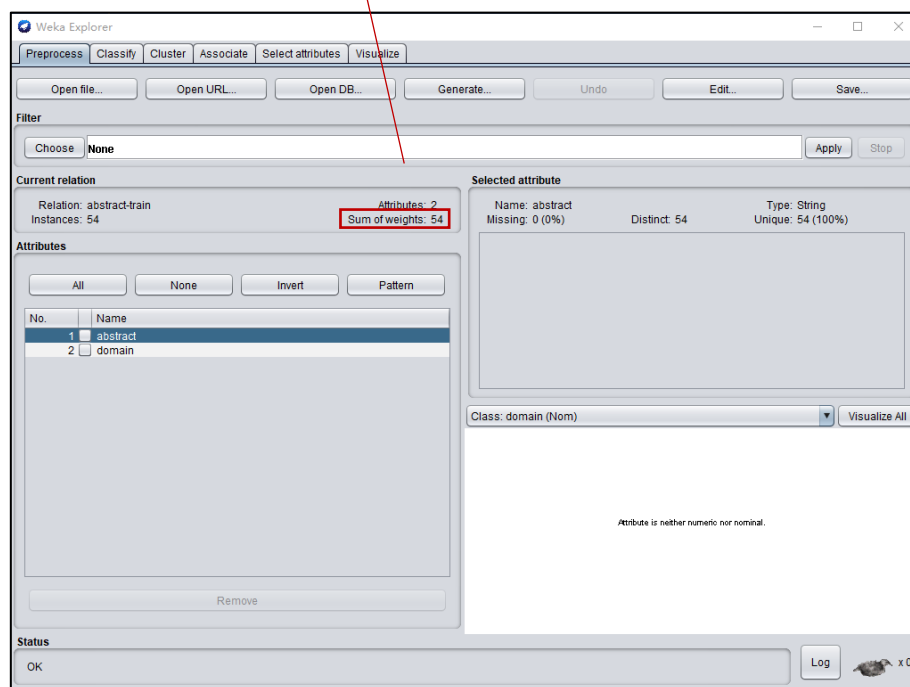 Weka Explorer
Preprocess Classify Cluster Associate Select attributes Visualize
Open file... Open URL... Open DB... Generate... Undo Edit... Save...
Filter
Choose None Apply Stop
Current relation
Relation: abstract-train Attributes: 2
Instances: 54 Sum of weights: 54
Selected attribute
Name: abstract Type: String
Missing: 0 (0%) Distinct: 54 Unique: 54 (100%)
Attributes
All None Invert Pattern
No. Name
1 abstract
2 domain
Remove
Class: domain (Nom) Visualize All
Attribute is neither numeric nor nominal.
Status
OK
Log x 0